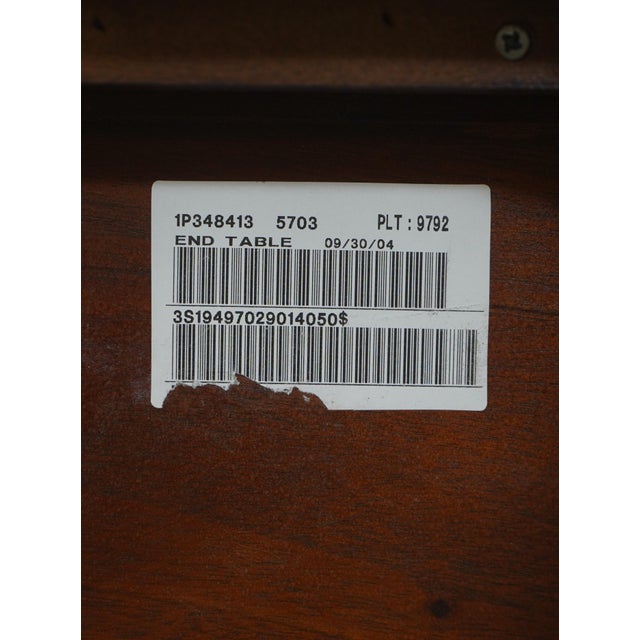 1P348413 5703 PLT: 9792
END TABLE 09/30/04
3S19497029014050$